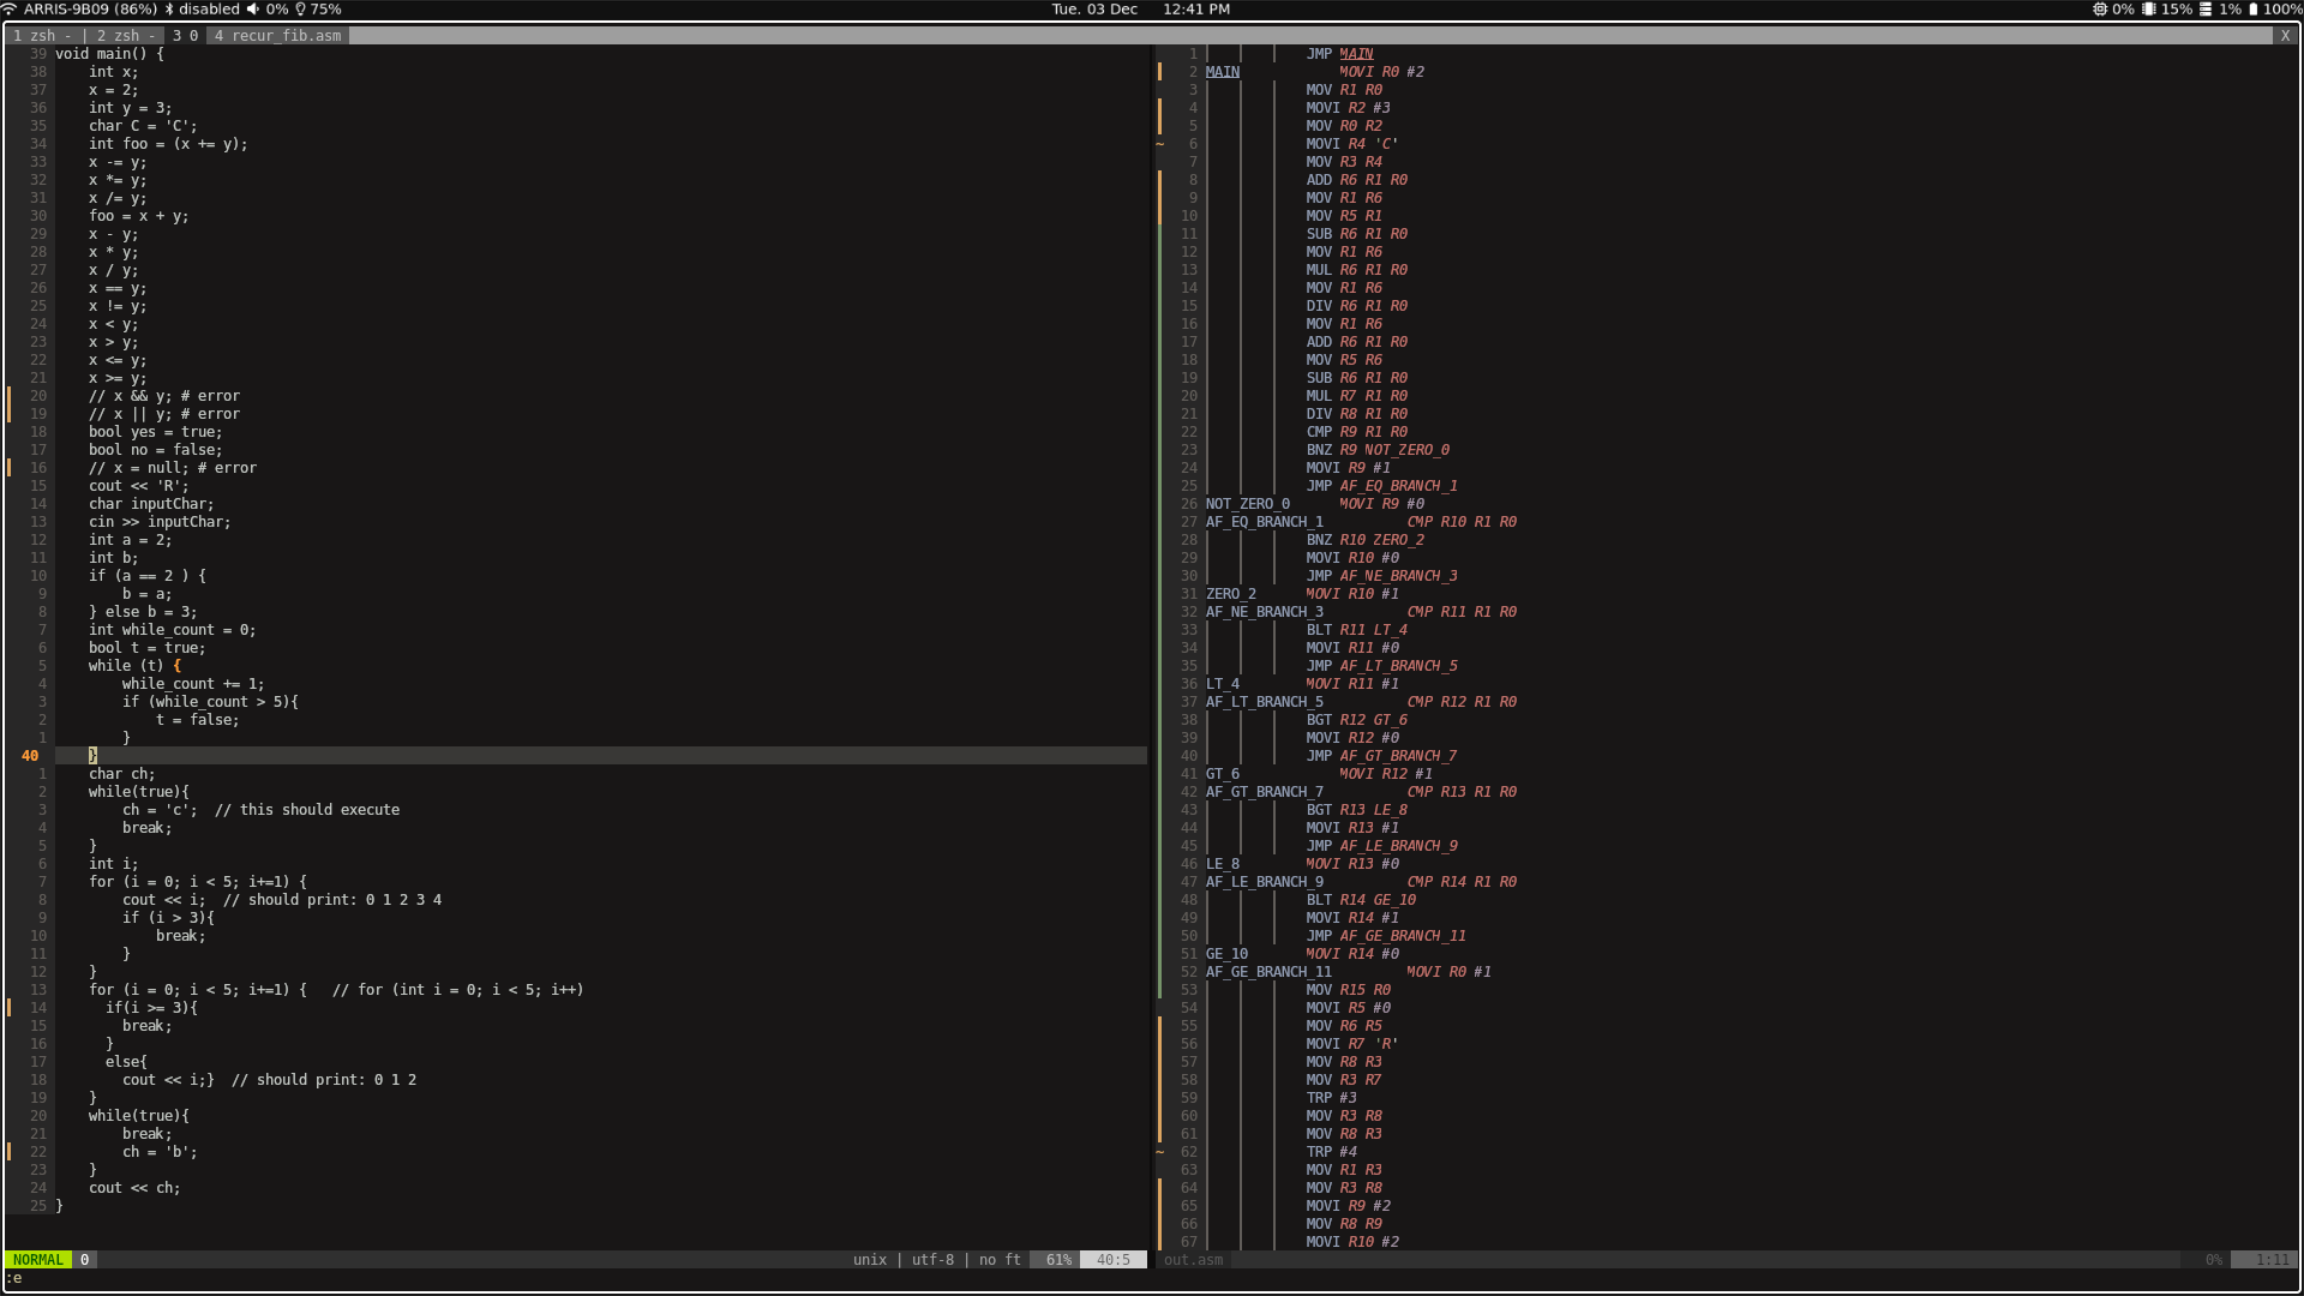 ARRIS-9B09 (86%) disabled 0% 75%
Tue. 03 Dec 12:41 PM
0% 15% 1% 100%
1 zsh - | 2 zsh - 3 0 4 recur_fib.asm X
39 void main() {
38 int x;
37 x = 2;
36 int y = 3;
35 char C = 'C';
34 int foo = (x += y);
33 x -= y;
32 x *= y;
31 x /= y;
30 foo = x + y;
29 x - y;
28 x * y;
27 x / y;
26 x == y;
25 x != y;
24 x < y;
23 x > y;
22 x <= y;
21 x >= y;
20 // x && y; # error
19 // x || y; # error
18 bool yes = true;
17 bool no = false;
16 // x = null; # error
15 cout << 'R';
14 char inputChar;
13 cin >> inputChar;
12 int a = 2;
11 int b;
10 if (a == 2 ) {
9 b = a;
8 } else b = 3;
7 int while_count = 0;
6 bool t = true;
5 while (t) {
4 while_count += 1;
3 if (while_count > 5){
2 t = false;
1 }
40 }
1 char ch;
2 while(true){
3 ch = 'c';  // this should execute
4 break;
5 }
6 int i;
7 for (i = 0; i < 5; i+=1) {
8 cout << i;  // should print: 0 1 2 3 4
9 if (i > 3){
10 break;
11 }
12 }
13 for (i = 0; i < 5; i+=1) {   // for (int i = 0; i < 5; i++)
14 if(i >= 3){
15 break;
16 }
17 else{
18 cout << i;}  // should print: 0 1 2
19 }
20 while(true){
21 break;
22 ch = 'b';
23 }
24 cout << ch;
25 }
NORMAL 0 unix | utf-8 | no ft 61% 40:5
:e
1 JMP MAIN
2 MAIN MOVI R0 #2
3 MOV R1 R0
4 MOVI R2 #3
5 MOV R0 R2
~ 6 MOVI R4 'C'
7 MOV R3 R4
8 ADD R6 R1 R0
9 MOV R1 R6
10 MOV R5 R1
11 SUB R6 R1 R0
12 MOV R1 R6
13 MUL R6 R1 R0
14 MOV R1 R6
15 DIV R6 R1 R0
16 MOV R1 R6
17 ADD R6 R1 R0
18 MOV R5 R6
19 SUB R6 R1 R0
20 MUL R7 R1 R0
21 DIV R8 R1 R0
22 CMP R9 R1 R0
23 BNZ R9 NOT_ZERO_0
24 MOVI R9 #1
25 JMP AF_EQ_BRANCH_1
26 NOT_ZERO_0 MOVI R9 #0
27 AF_EQ_BRANCH_1 CMP R10 R1 R0
28 BNZ R10 ZERO_2
29 MOVI R10 #0
30 JMP AF_NE_BRANCH_3
31 ZERO_2 MOVI R10 #1
32 AF_NE_BRANCH_3 CMP R11 R1 R0
33 BLT R11 LT_4
34 MOVI R11 #0
35 JMP AF_LT_BRANCH_5
36 LT_4 MOVI R11 #1
37 AF_LT_BRANCH_5 CMP R12 R1 R0
38 BGT R12 GT_6
39 MOVI R12 #0
40 JMP AF_GT_BRANCH_7
41 GT_6 MOVI R12 #1
42 AF_GT_BRANCH_7 CMP R13 R1 R0
43 BGT R13 LE_8
44 MOVI R13 #1
45 JMP AF_LE_BRANCH_9
46 LE_8 MOVI R13 #0
47 AF_LE_BRANCH_9 CMP R14 R1 R0
48 BLT R14 GE_10
49 MOVI R14 #1
50 JMP AF_GE_BRANCH_11
51 GE_10 MOVI R14 #0
52 AF_GE_BRANCH_11 MOVI R0 #1
53 MOV R15 R0
54 MOVI R5 #0
55 MOV R6 R5
56 MOVI R7 'R'
57 MOV R8 R3
58 MOV R3 R7
59 TRP #3
60 MOV R3 R8
61 MOV R8 R3
~ 62 TRP #4
63 MOV R1 R3
64 MOV R3 R8
65 MOVI R9 #2
66 MOV R8 R9
67 MOVI R10 #2
out.asm 0% 1:11